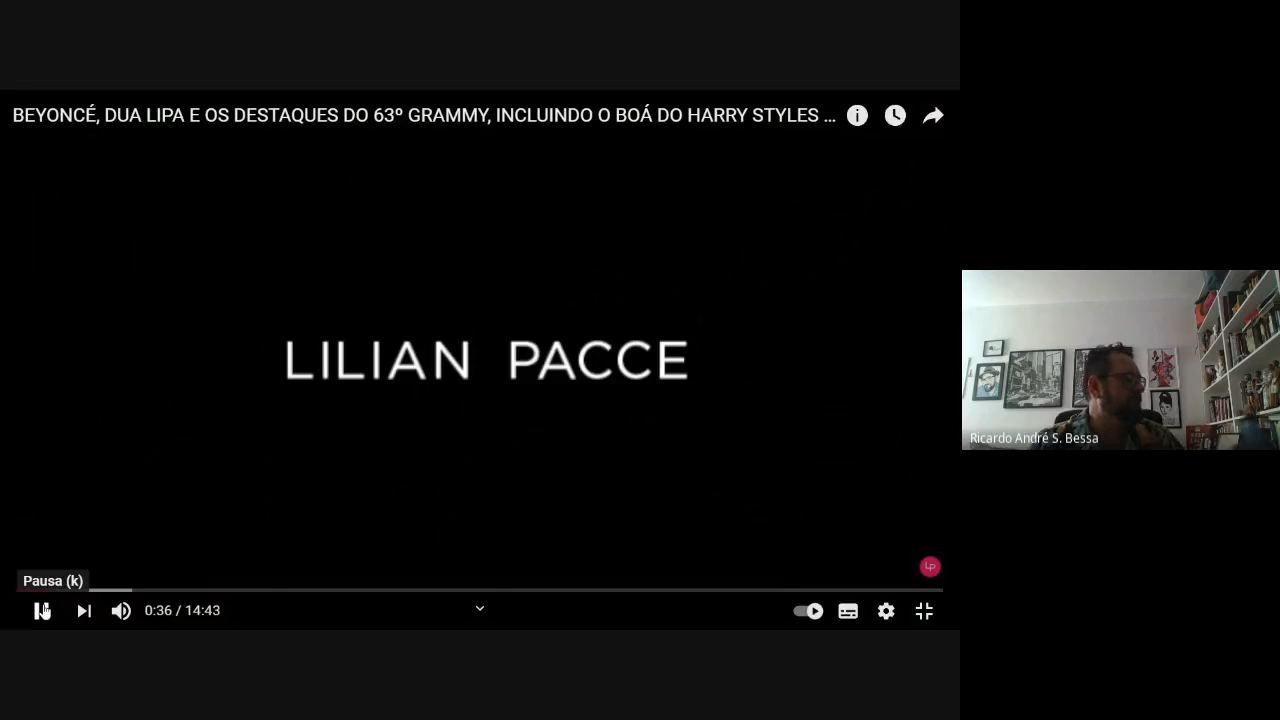 BEYONCÉ, DUA LIPA E OS DESTAQUES DO 63º GRAMMY, INCLUINDO O BOÁ DO HARRY STYLES ...
LILIAN PACCE
Ricardo André S. Bessa
LP
Pausa (k)
0:36 / 14:43